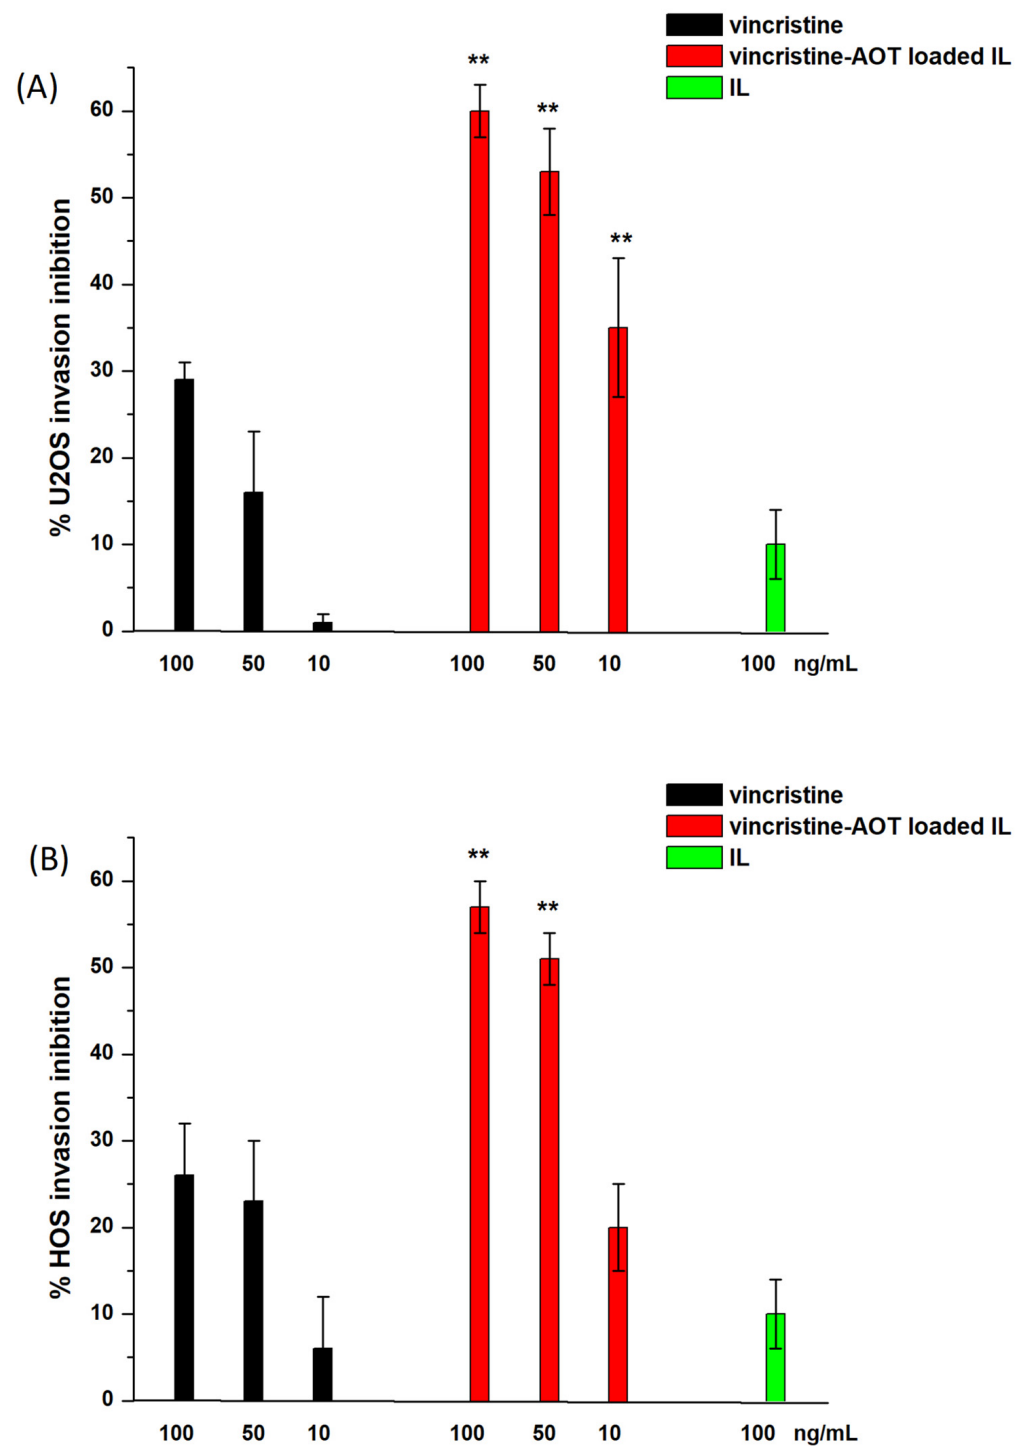 vincristine
vincristine-AOT loaded IL
IL
(A)
% U2OS invasion inibition
60
50
40
30
20
10
0
**
**
**
100 50 10 100 50 10 100 ng/mL
vincristine
vincristine-AOT loaded IL
IL
(B)
% HOS invasion inibition
60
50
40
30
20
10
0
**
**
100 50 10 100 50 10 100 ng/mL